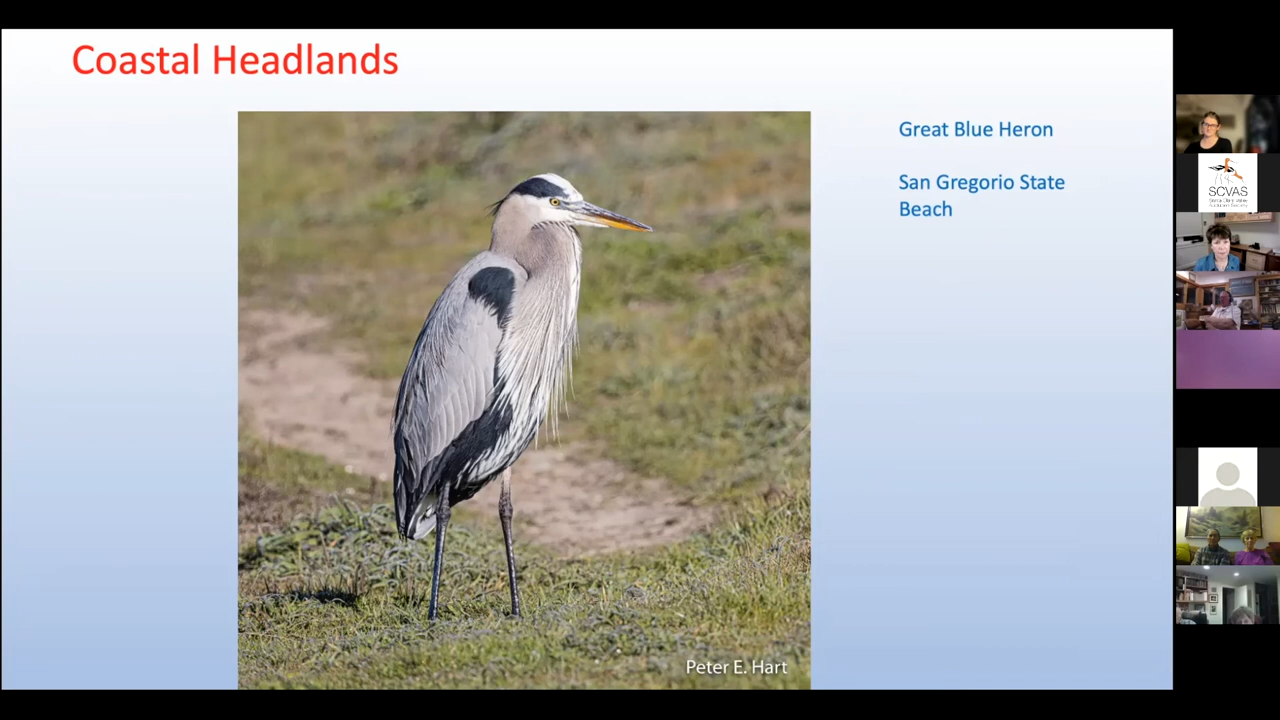 Coastal Headlands
Great Blue Heron
San Gregorio State
Beach
Peter E. Hart
SCVAS